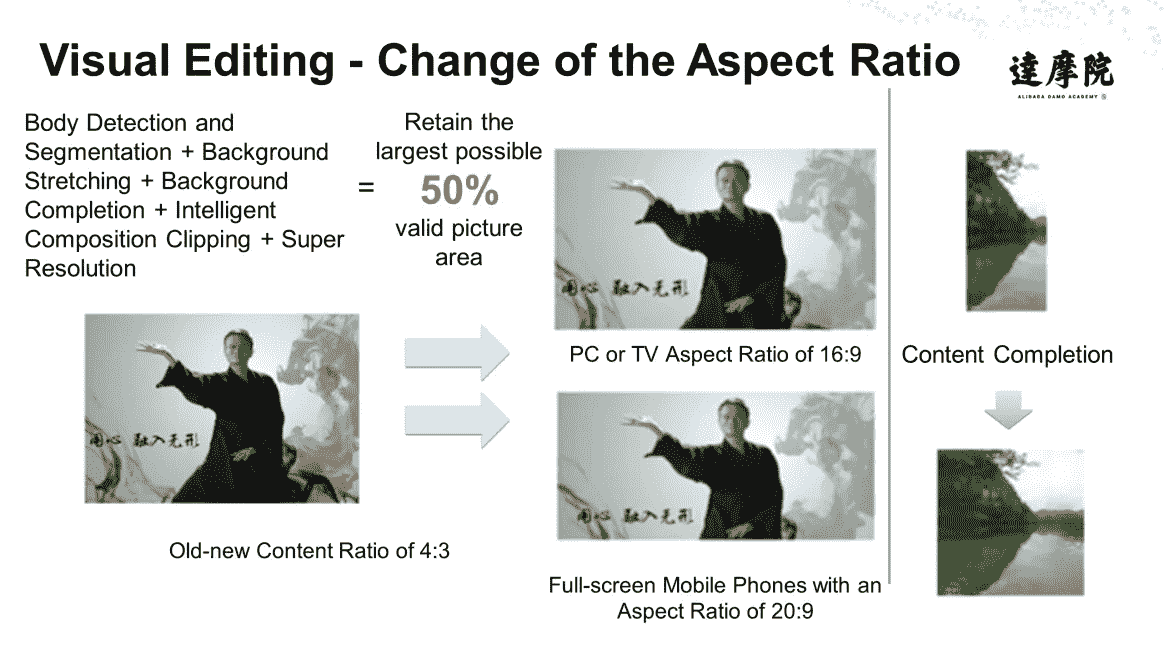 Visual Editing - Change of the Aspect Ratio
達摩院
ALIBABA DAMO ACADEMY
Body Detection and
Segmentation + Background
Stretching + Background
Completion + Intelligent
Composition Clipping + Super
Resolution
=
Retain the
largest possible
50%
valid picture
area
用心 融入无形
PC or TV Aspect Ratio of 16:9
用心 融入无形
Old-new Content Ratio of 4:3
用心 融入无形
Full-screen Mobile Phones with an
Aspect Ratio of 20:9
Content Completion